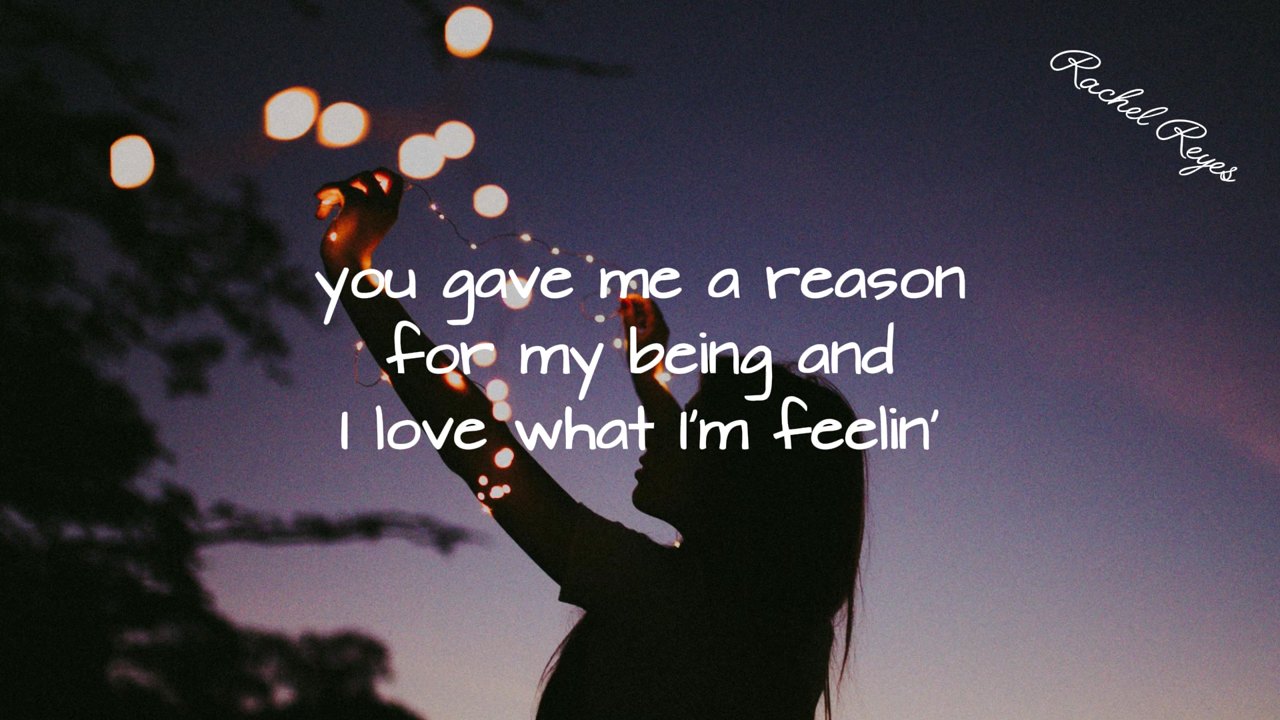 Rachel Reyes
you gave me a reason
for my being and
I love what I'm feelin'